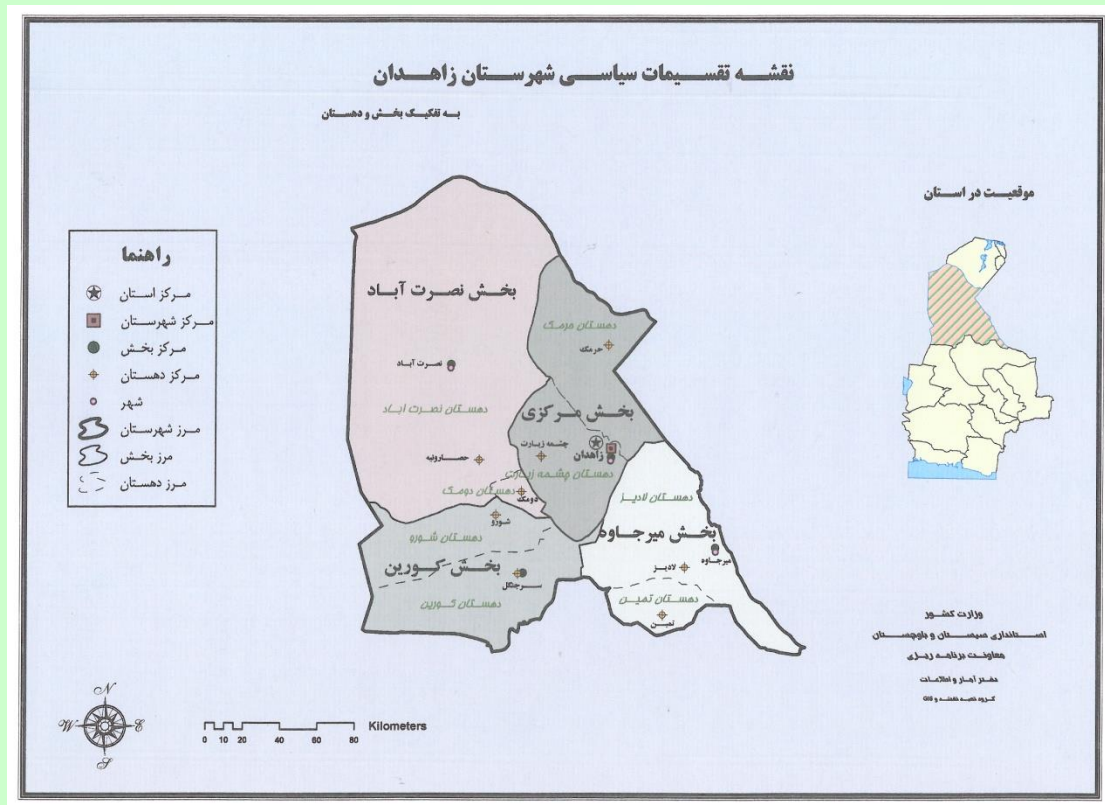 نقشه تقسیمات سیاسی شهرستان زاهدان
به تفکیک بخش و دهستان
موقعیت در استان
راهنما
مرکز استان
مرکز شهرستان
مرکز بخش
مرکز دهستان
شهر
مرز شهرستان
مرز بخش
مرز دهستان
بخش نصرت آباد
دهستان حرمک
حرمک
نصرت آباد
دهستان نصرت آباد
بخش مرکزی
چشمه زیارت
زاهدان
حصاروئیه
دهستان چشمه زیارت
دهستان دومک
دومک
دهستان لادیز
شورو
دهستان شورو
بخش میرجاوه
میرجاوه
بخش کورین
لادیز
سرجنگل
دهستان کورین
دهستان تمین
تمین
وزارت کشور
استانداری سیستان و بلوچستان
معاونت برنامه ریزی
دفتر آمار و اطلاعات
N
W E
S
Kilometers
0 10 20 40 60 80